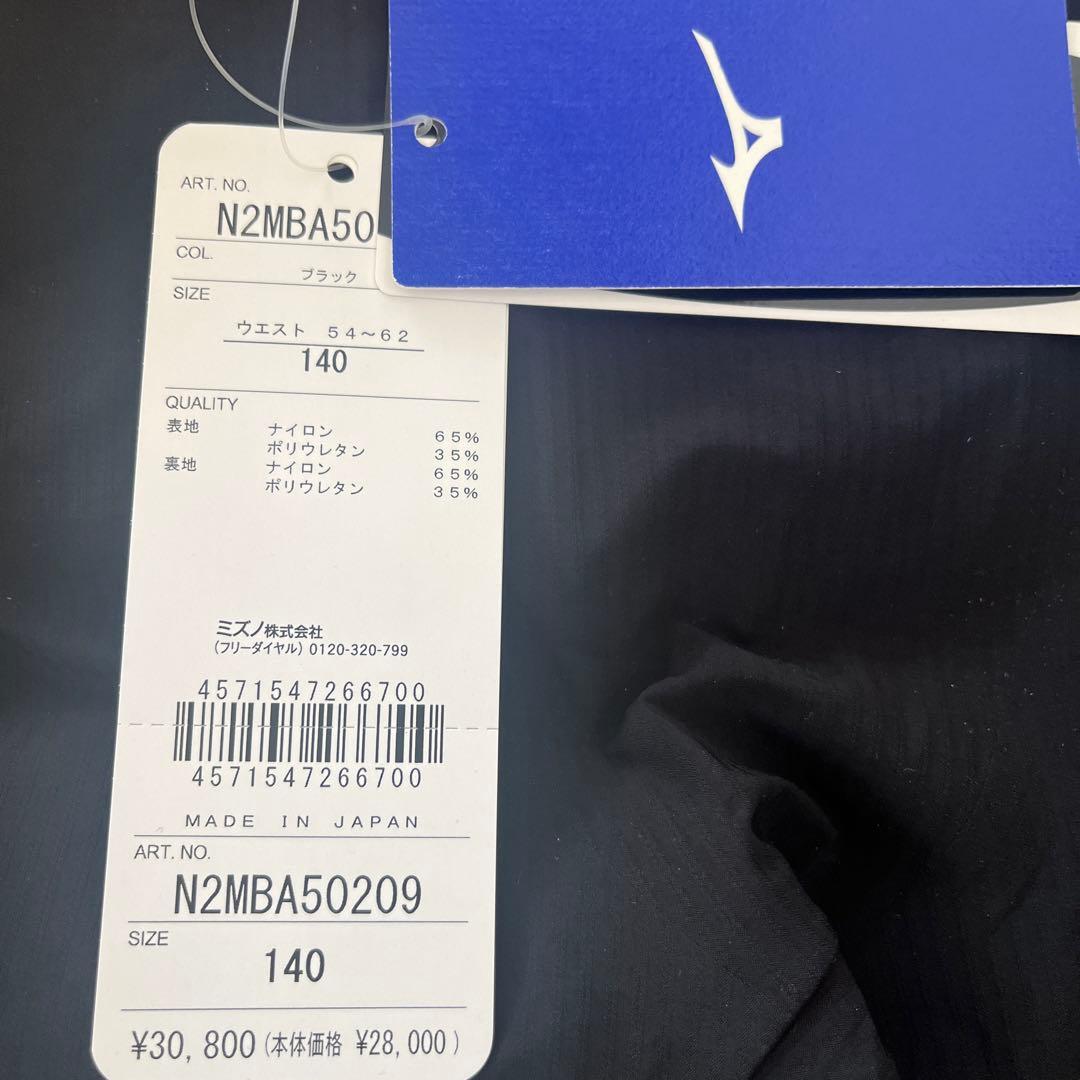 ART. NO.
N2MBA50
COL.
ブラック
SIZE
ウエスト 54～62
140
QUALITY
表地 ナイロン 65%
ポリウレタン 35%
裏地 ナイロン 65%
ポリウレタン 35%
ミズノ株式会社
(フリーダイヤル) 0120-320-799
4571547266700
4571547266700
MADE IN JAPAN
ART. NO.
N2MBA50209
SIZE
140
¥30,800 (本体価格 ¥28,000)